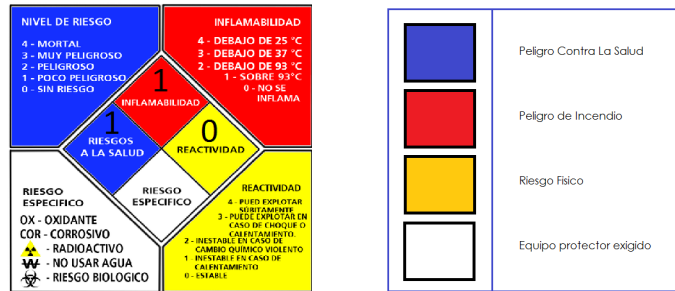 NIVEL DE RIESGO
4 - MORTAL
3 - MUY PELIGROSO
2 - PELIGROSO
1 - POCO PELIGROSO
0 - SIN RIESGO
INFLAMABILIDAD
4 - DEBAJO DE 25 °C
3 - DEBAJO DE 37 °C
2 - DEBAJO DE 93 °C
1 - SOBRE 93°C
0 - NO SE
INFLAMA
1
INFLAMABILIDAD
1
RIESGOS
A LA SALUD
0
REACTIVIDAD
RIESGO
ESPECIFICO
RIESGO
ESPECIFICO
OX - OXIDANTE
COR - CORROSIVO
- RADIOACTIVO
W - NO USAR AGUA
- RIESGO BIOLOGICO
REACTIVIDAD
4 - PUED EXPLOTAR
SÚBITAMENTE
3 - PUEDE EXPLOTAR EN
CASO DE CHOQUE O
CALENTAMIENTO.
2 - INESTABLE EN CASO DE
CAMBIO QUÍMICO VIOLENTO
1 - INESTABLE EN CASO DE
CALENTAMIENTO
0 - ESTABLE
Peligro Contra La Salud
Peligro de Incendio
Riesgo Físico
Equipo protector exigido